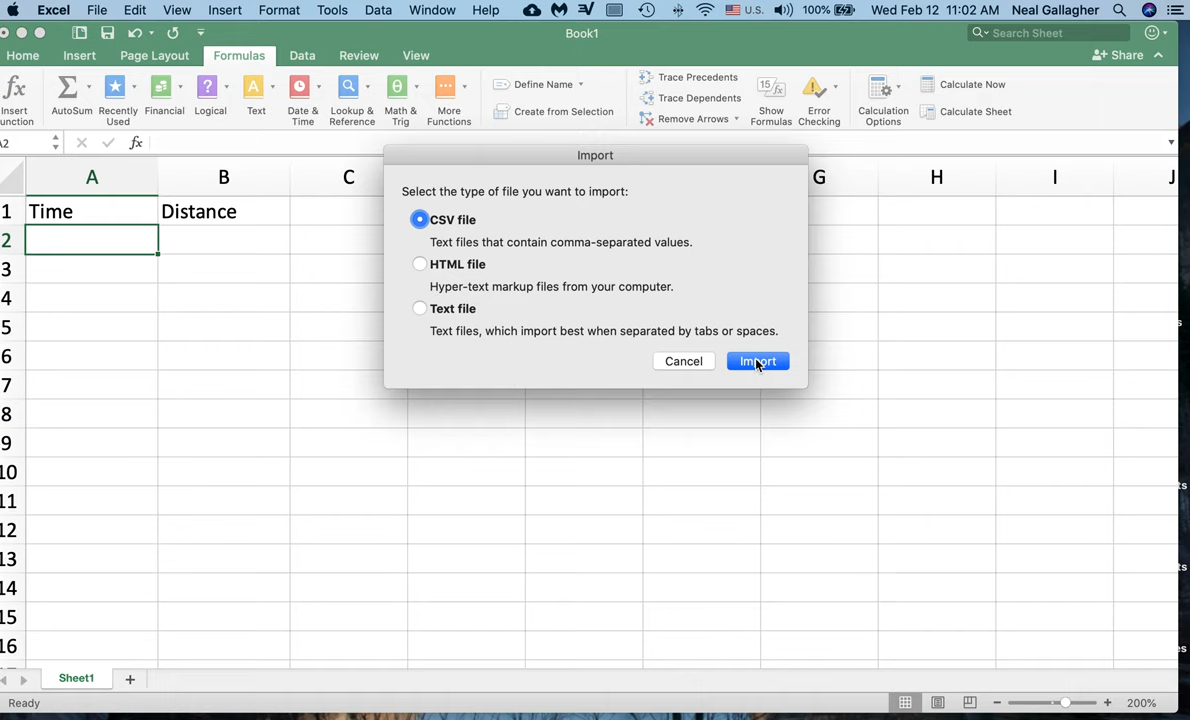 Excel File Edit View Insert Format Tools Data Window Help U.S. 100% Wed Feb 12 11:02 AM Neal Gallagher
Book1
Search Sheet
Home Insert Page Layout Formulas Data Review View Share
Insert
unction
AutoSum
Recently
Used
Financial
Logical
Text
Date &
Time
Lookup &
Reference
Math &
Trig
More
Functions
Define Name
Create from Selection
Trace Precedents
Trace Dependents
Remove Arrows
15/fx
Show
Formulas
Error
Checking
Calculation
Options
Calculate Now
Calculate Sheet
A2 fx
Import
Select the type of file you want to import:
CSV file
Text files that contain comma-separated values.
HTML file
Hyper-text markup files from your computer.
Text file
Text files, which import best when separated by tabs or spaces.
Cancel Import
A B C G H I J
1 Time Distance
2
3
4
5
6
7
8
9
10
11
12
13
14
15
16
Sheet1 +
Ready 200%